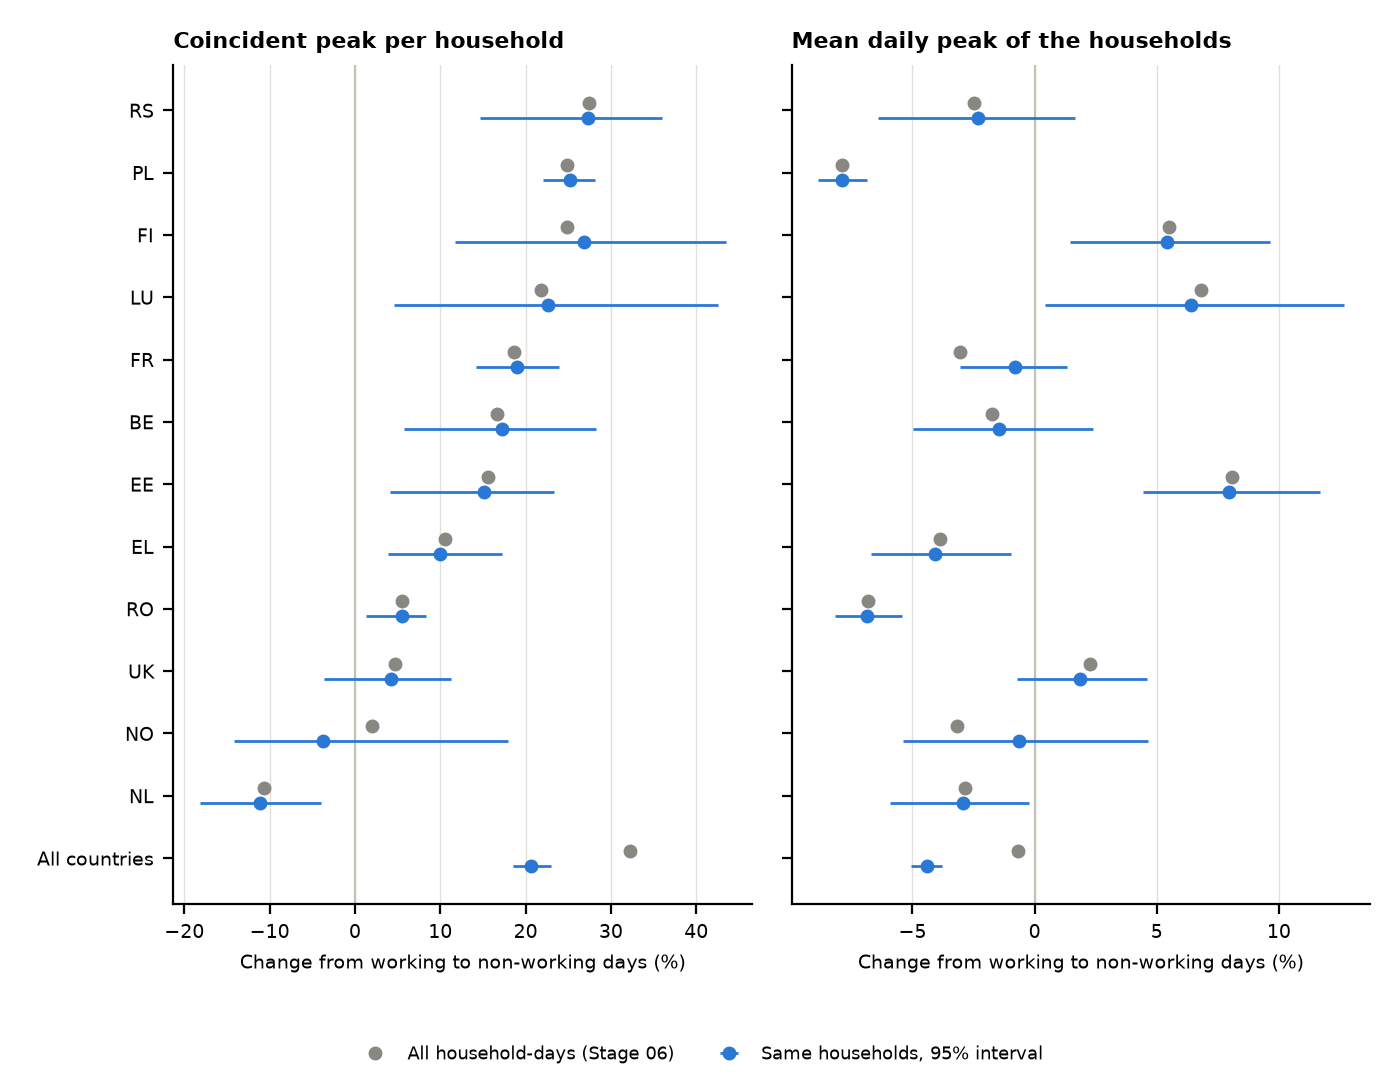 Coincident peak per household
Mean daily peak of the households
RS
PL
FI
LU
FR
BE
EE
EL
RO
UK
NO
NL
All countries
−20 −10 0 10 20 30 40
−5 0 5 10
Change from working to non-working days (%)
Change from working to non-working days (%)
All household-days (Stage 06)
Same households, 95% interval